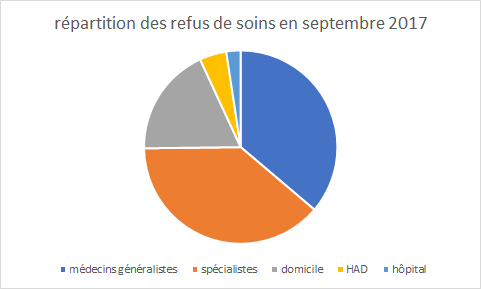 répartition des refus de soins en septembre 2017
médecins généralistes spécialistes domicile HAD hôpital